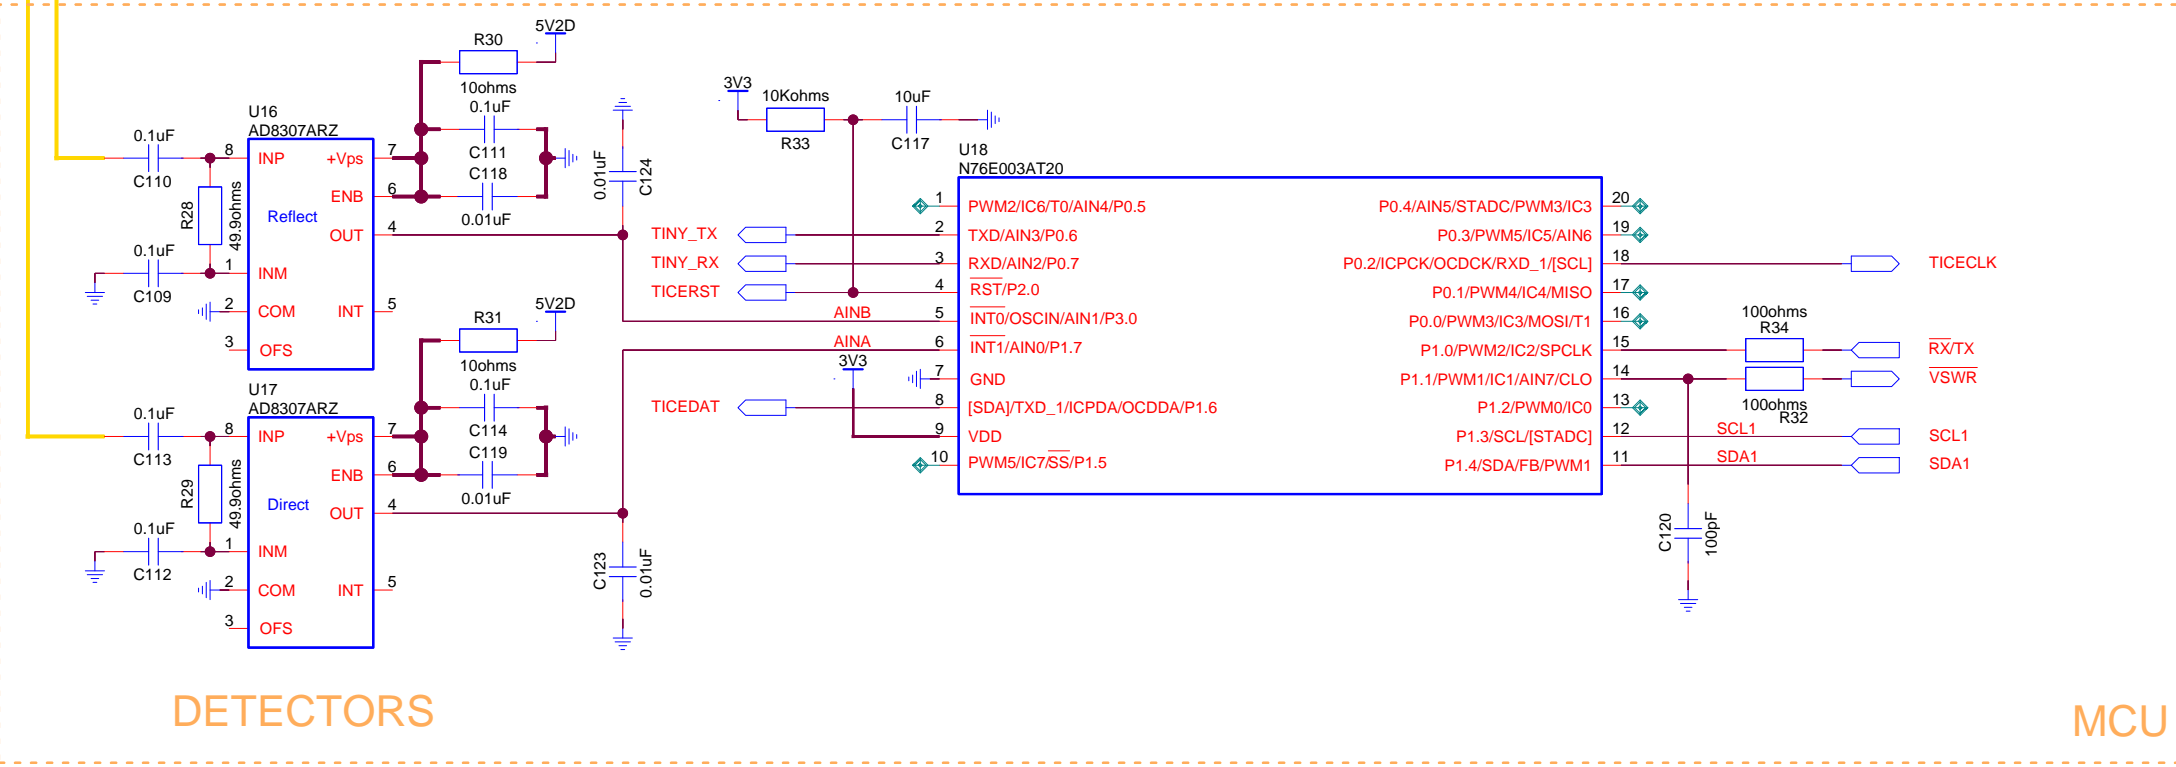 R30
5V2D
10ohms
0.1uF
C111
C118
0.01uF
U16
AD8307ARZ
0.1uF
C110
R28
49.9ohms
0.1uF
C109
8 INP
+Vps 7
ENB 6
Reflect
OUT 4
1 INM
2 COM
INT 5
3 OFS
0.01uF
C124
R31
5V2D
10ohms
0.1uF
C114
C119
0.01uF
U17
AD8307ARZ
0.1uF
C113
R29
49.9ohms
0.1uF
C112
8 INP
+Vps 7
ENB 6
Direct
OUT 4
1 INM
2 COM
INT 5
3 OFS
C123
0.01uF
3V3
10Kohms
R33
10uF
C117
U18
N76E003AT20
TINY_TX
TINY_RX
TICERST
AINB
AINA
3V3
TICEDAT
1 PWM2/IC6/T0/AIN4/P0.5
2 TXD/AIN3/P0.6
3 RXD/AIN2/P0.7
4 RST/P2.0
5 INT0/OSCIN/AIN1/P3.0
6 INT1/AIN0/P1.7
7 GND
8 [SDA]/TXD_1/ICPDA/OCDDA/P1.6
9 VDD
10 PWM5/IC7/SS/P1.5
P0.4/AIN5/STADC/PWM3/IC3 20
P0.3/PWM5/IC5/AIN6 19
P0.2/ICPCK/OCDCK/RXD_1/[SCL] 18
P0.1/PWM4/IC4/MISO 17
P0.0/PWM3/IC3/MOSI/T1 16
P1.0/PWM2/IC2/SPCLK 15
P1.1/PWM1/IC1/AIN7/CLO 14
P1.2/PWM0/IC0 13
P1.3/SCL/[STADC] 12
P1.4/SDA/FB/PWM1 11
TICECLK
100ohms
R34
RX/TX
VSWR
100ohms
R32
SCL1
SCL1
SDA1
SDA1
C120
100pF
DETECTORS
MCU